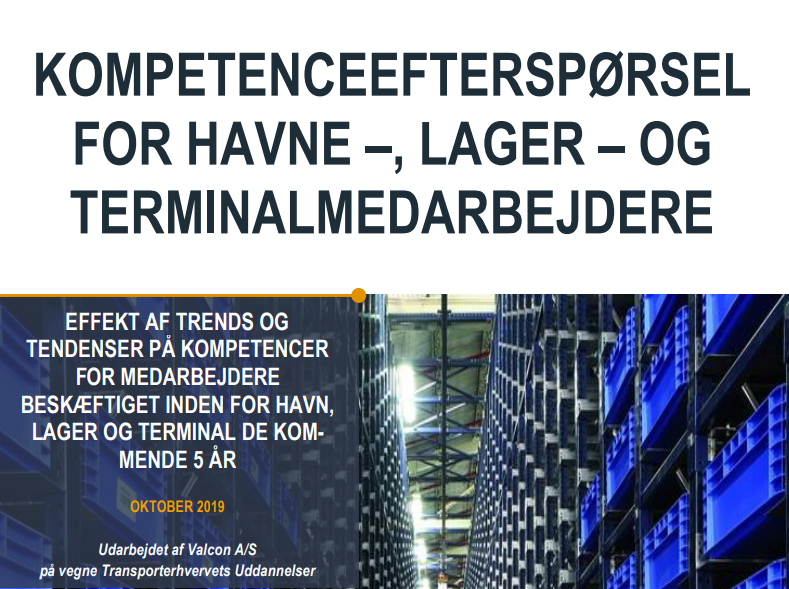 KOMPETENCEEFTERSPØRSEL
FOR HAVNE –, LAGER – OG
TERMINALMEDARBEJDERE
EFFEKT AF TRENDS OG
TENDENSER PÅ KOMPETENCER
FOR MEDARBEJDERE
BESKÆFTIGET INDEN FOR HAVN,
LAGER OG TERMINAL DE KOM-
MENDE 5 ÅR
OKTOBER 2019
Udarbejdet af Valcon A/S
på vegne Transporterhvervets Uddannelser